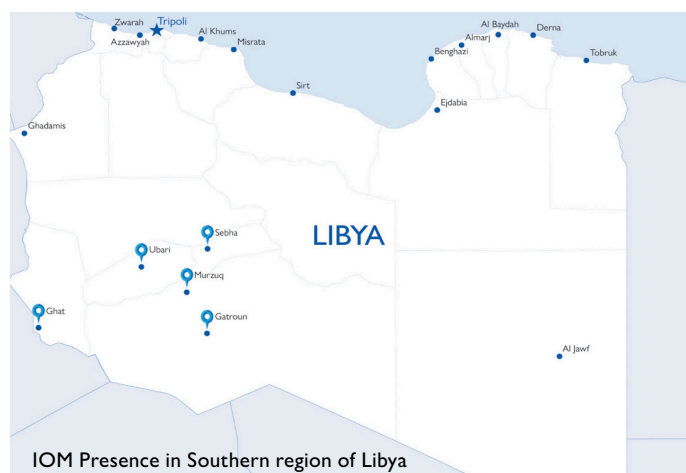 Zwarah
Tripoli
Azzawyah
Al Khums
Misrata
Sirt
Al Baydah
Derna
Almarj
Benghazi
Tobruk
Ejdabia
Ghadamis
Sebha
LIBYA
Ubari
Murzuq
Ghat
Gatroun
Al Jawf
IOM Presence in Southern region of Libya